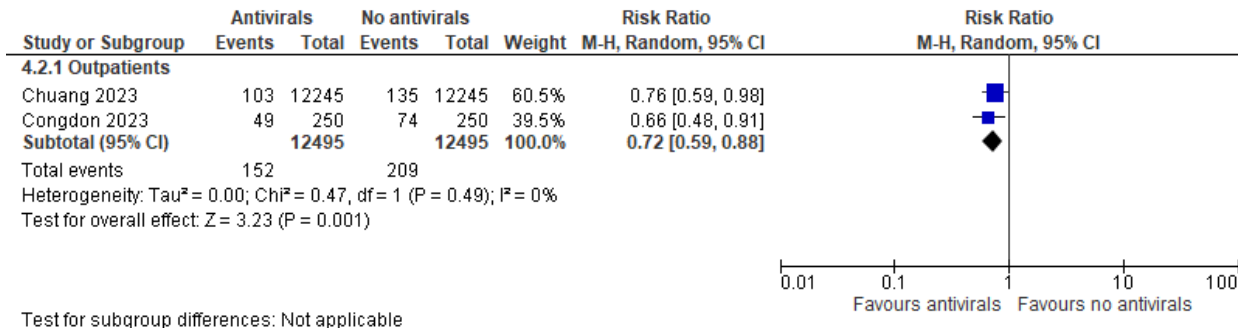 Antivirals No antivirals Risk Ratio Risk Ratio
Study or Subgroup Events Total Events Total Weight M-H, Random, 95% CI M-H, Random, 95% CI
4.2.1 Outpatients
Chuang 2023 103 12245 135 12245 60.5% 0.76 [0.59, 0.98]
Congdon 2023 49 250 74 250 39.5% 0.66 [0.48, 0.91]
Subtotal (95% CI) 12495 12495 100.0% 0.72 [0.59, 0.88]
Total events 152 209
Heterogeneity: Tau² = 0.00; Chi² = 0.47, df = 1 (P = 0.49); I² = 0%
Test for overall effect: Z = 3.23 (P = 0.001)
0.01 0.1 1 10 100
Favours antivirals Favours no antivirals
Test for subgroup differences: Not applicable